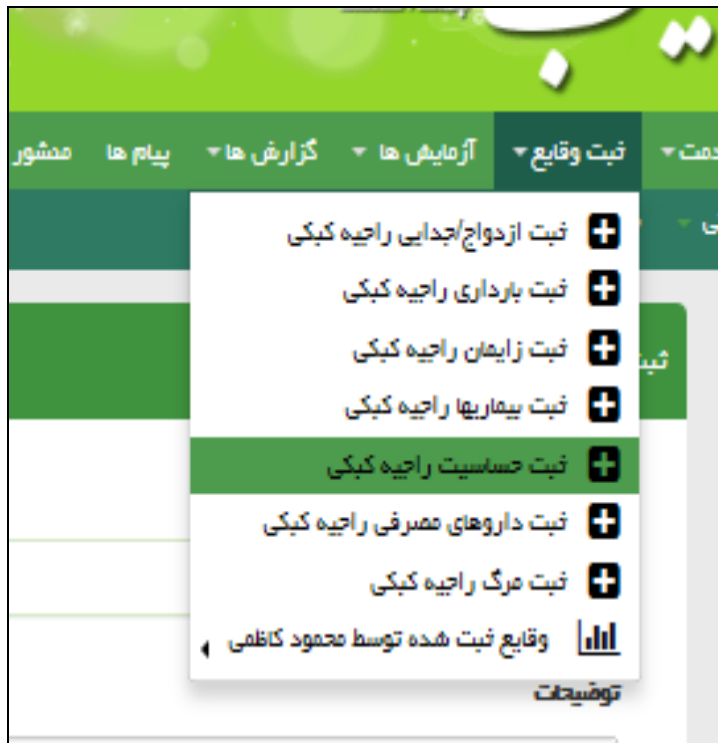 سیب
ثبت وقایع
آزمایش ها
گزارش ها
پیام ها
ثبت ازدواج/جدایی راحیه کبکی
ثبت بارداری راحیه کبکی
ثبت زایمان راحیه کبکی
ثبت بیماریها راحیه کبکی
ثبت حساسیت راحیه کبکی
ثبت داروهای مصرفی راحیه کبکی
ثبت مرگ راحیه کبکی
وقایع ثبت شده توسط محمود کاظمی
ثبت
توضیحات